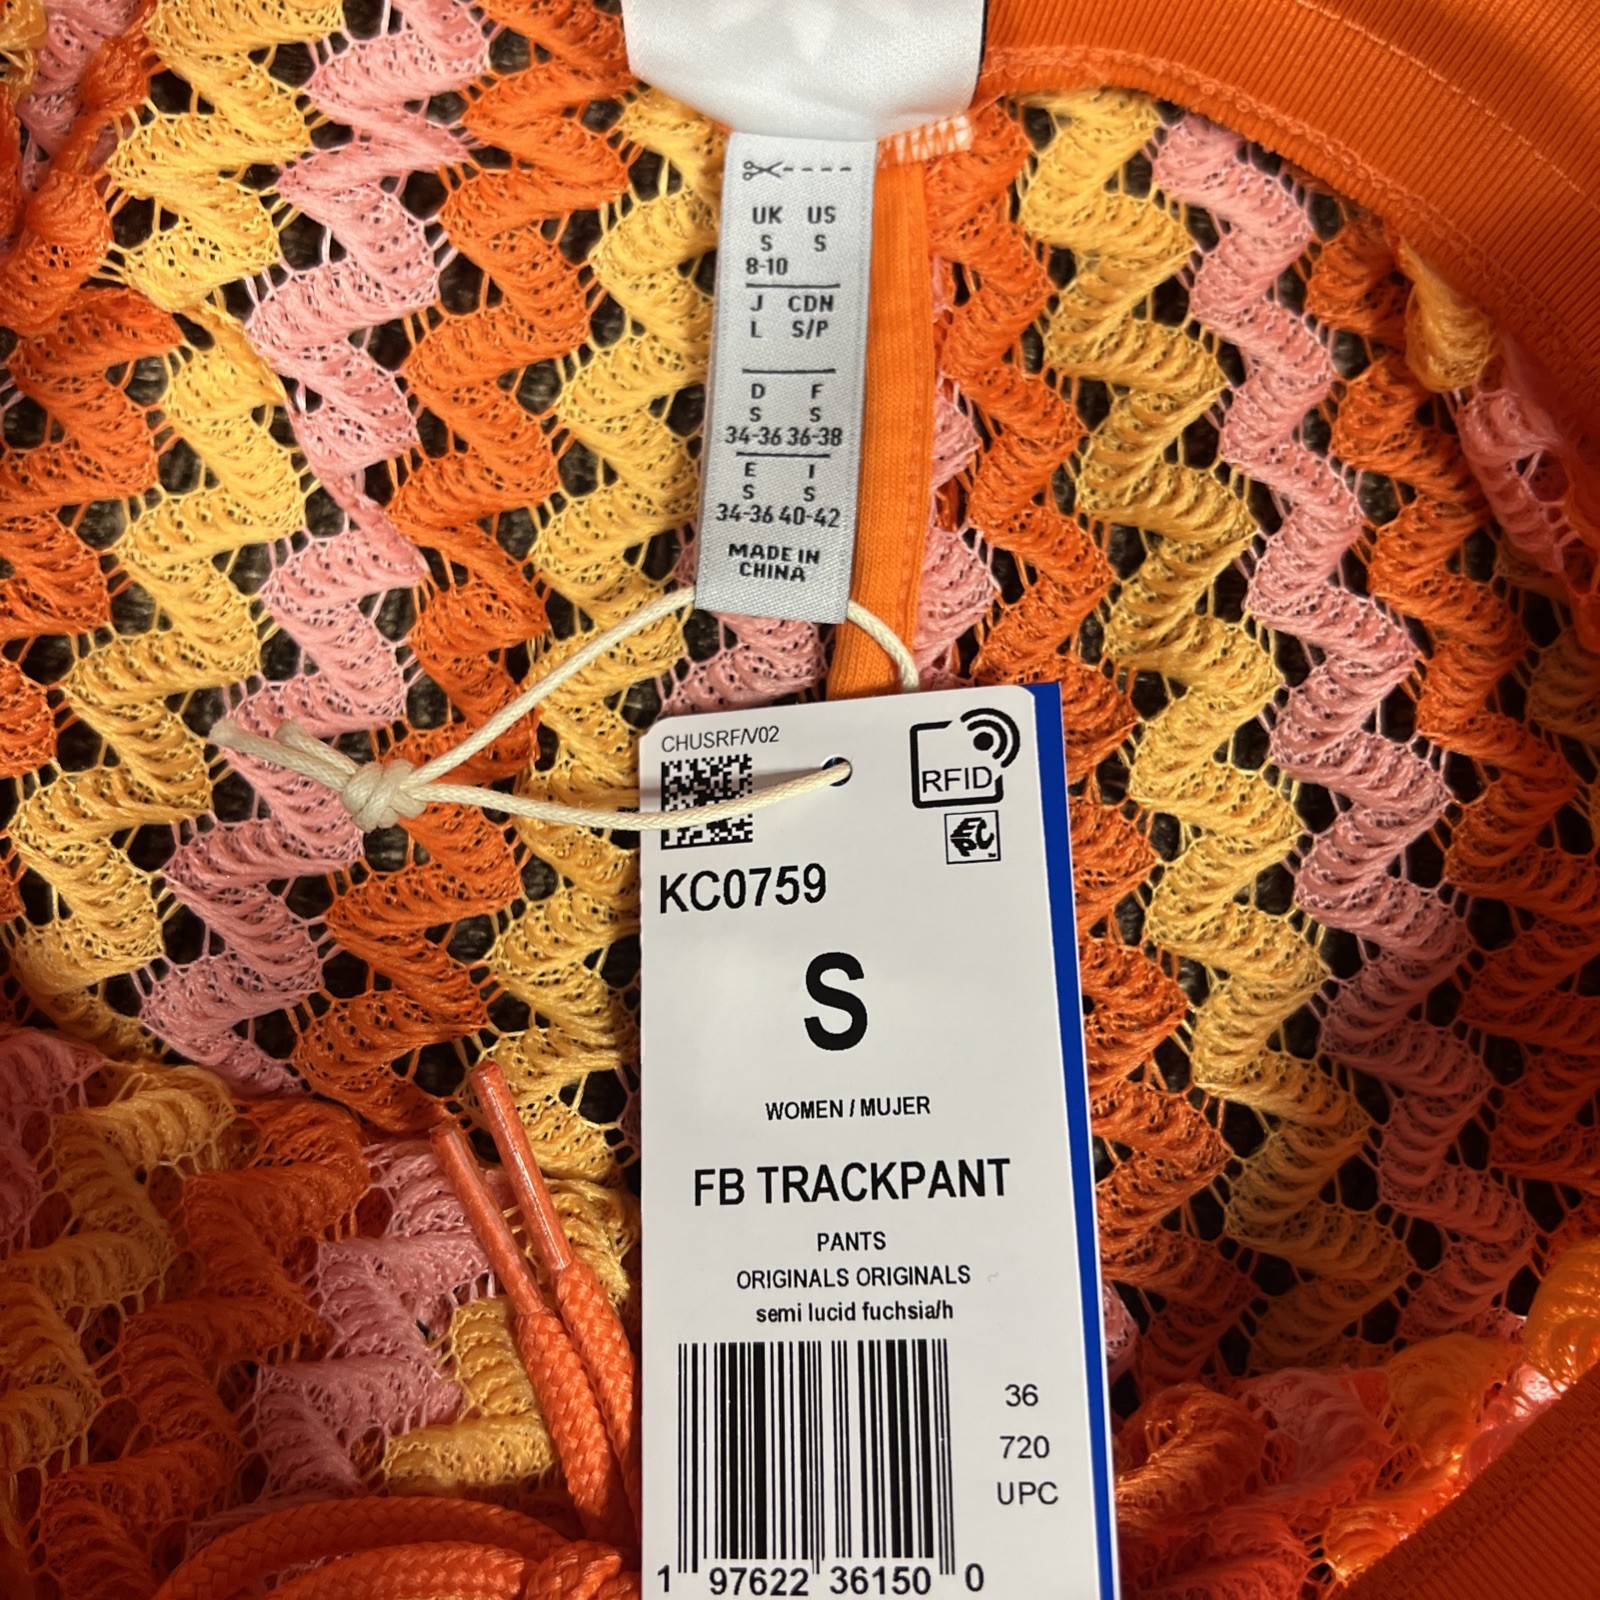 UK US
S S
8-10
J CDN
L S/P
D F
S S
34-36 36-38
E I
S S
34-36 40-42
MADE IN
CHINA
CHUSRF/V02
RFID
EPC
KC0759
S
WOMEN / MUJER
FB TRACKPANT
PANTS
ORIGINALS ORIGINALS
semi lucid fuchsia/h
36
720
UPC
1 97622 36150 0